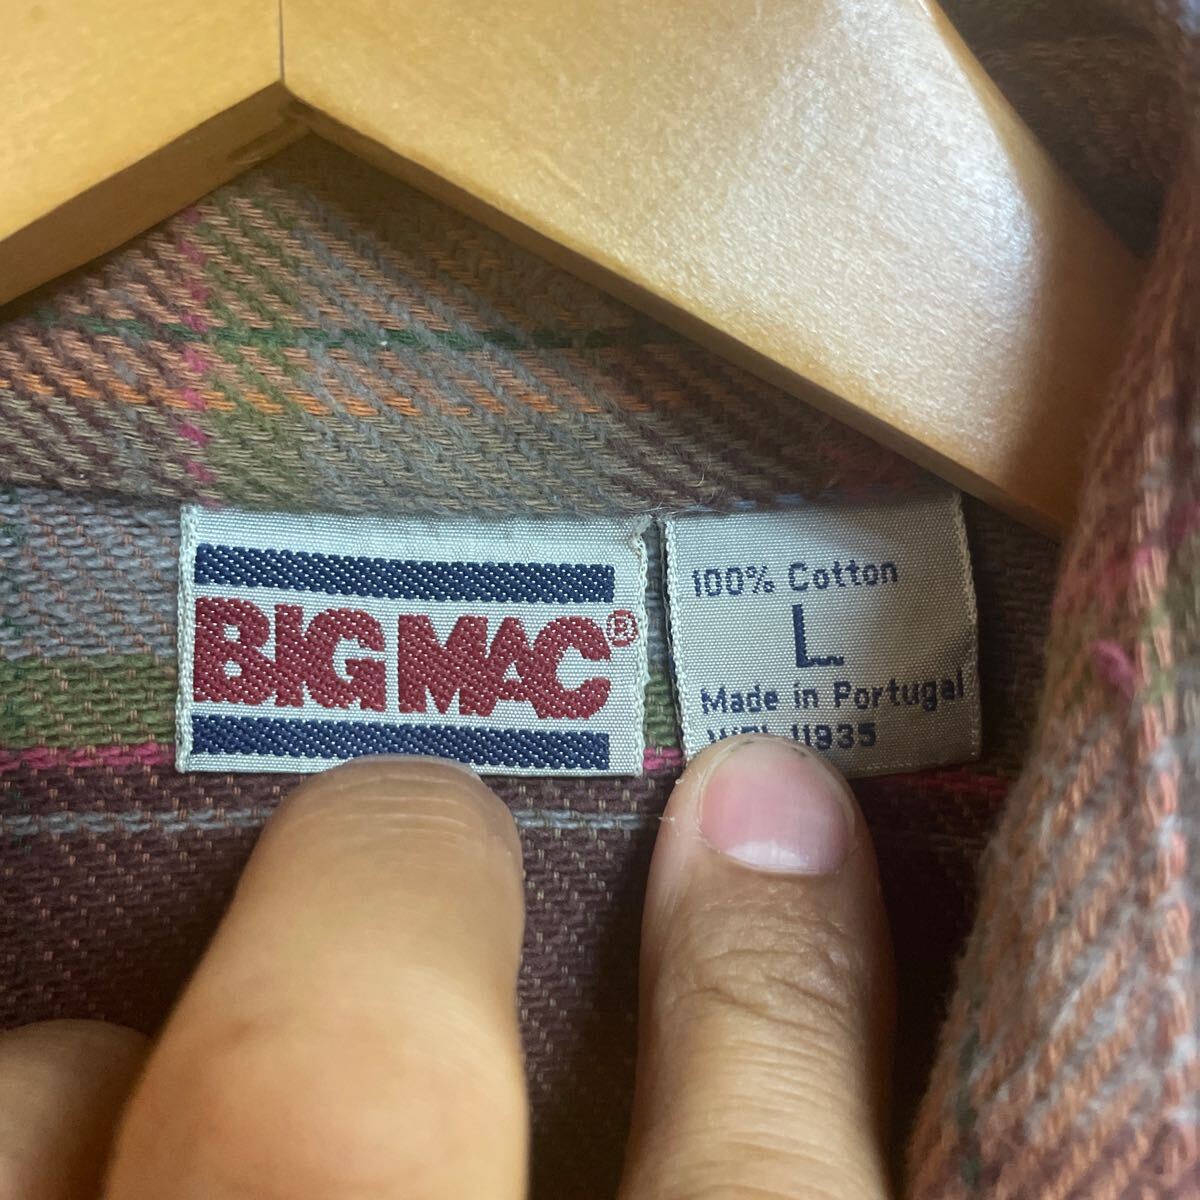 BIG MAC®
100% Cotton
L
Made in Portugal
11935